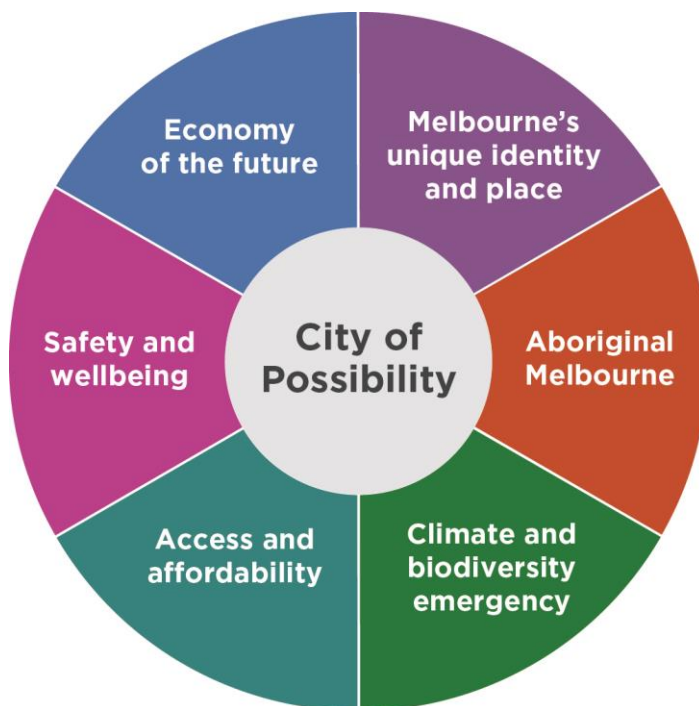 Economy
of the future
Melbourne's
unique identity
and place
Safety and
wellbeing
City of
Possibility
Aboriginal
Melbourne
Access and
affordability
Climate and
biodiversity
emergency